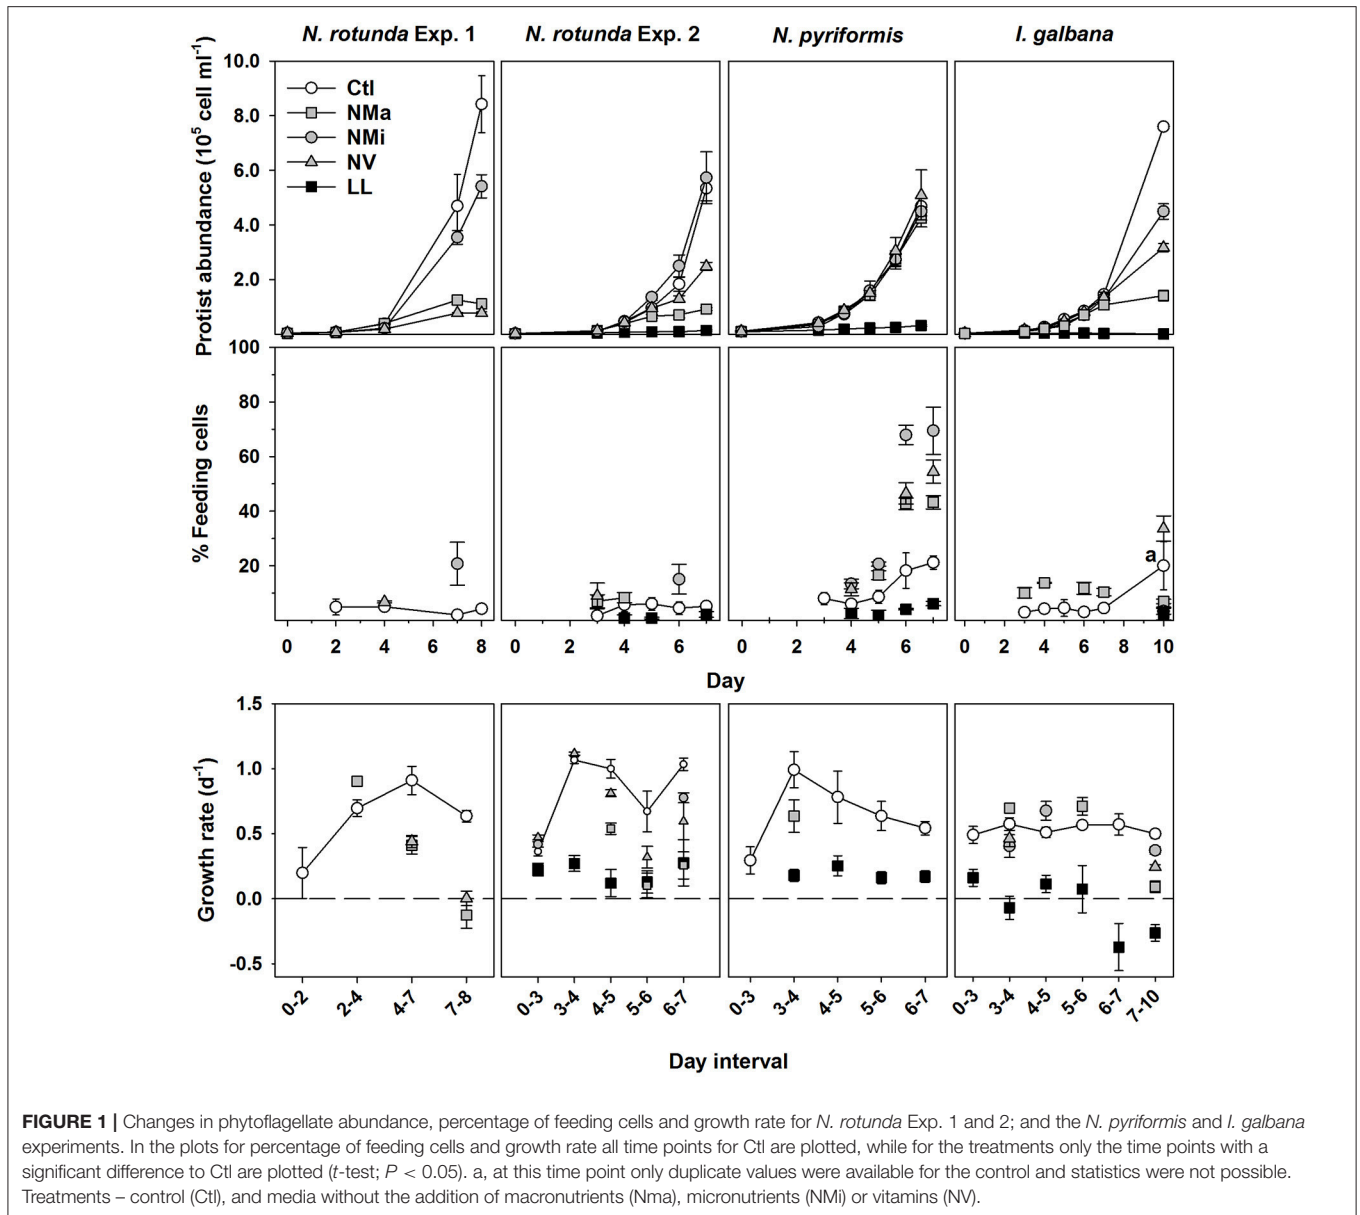 N. rotunda Exp. 1 N. rotunda Exp. 2 N. pyriformis I. galbana
Protist abundance (10⁵ cell ml⁻¹)
10.0
8.0
6.0
4.0
2.0
Ctl
NMa
NMi
NV
LL
% Feeding cells
100
80
60
40
20
a
0 2 4 6 8 0 2 4 6 0 2 4 6 0 2 4 6 8 10
Day
Growth rate (d⁻¹)
1.5
1.0
0.5
0.0
-0.5
0-2 2-4 4-7 7-8 0-3 3-4 4-5 5-6 6-7 0-3 3-4 4-5 5-6 6-7 0-3 3-4 4-5 5-6 6-7 7-10
Day interval
FIGURE 1 | Changes in phytoflagellate abundance, percentage of feeding cells and growth rate for N. rotunda Exp. 1 and 2; and the N. pyriformis and I. galbana
experiments. In the plots for percentage of feeding cells and growth rate all time points for Ctl are plotted, while for the treatments only the time points with a
significant difference to Ctl are plotted (t-test; P < 0.05). a, at this time point only duplicate values were available for the control and statistics were not possible.
Treatments – control (Ctl), and media without the addition of macronutrients (Nma), micronutrients (NMi) or vitamins (NV).